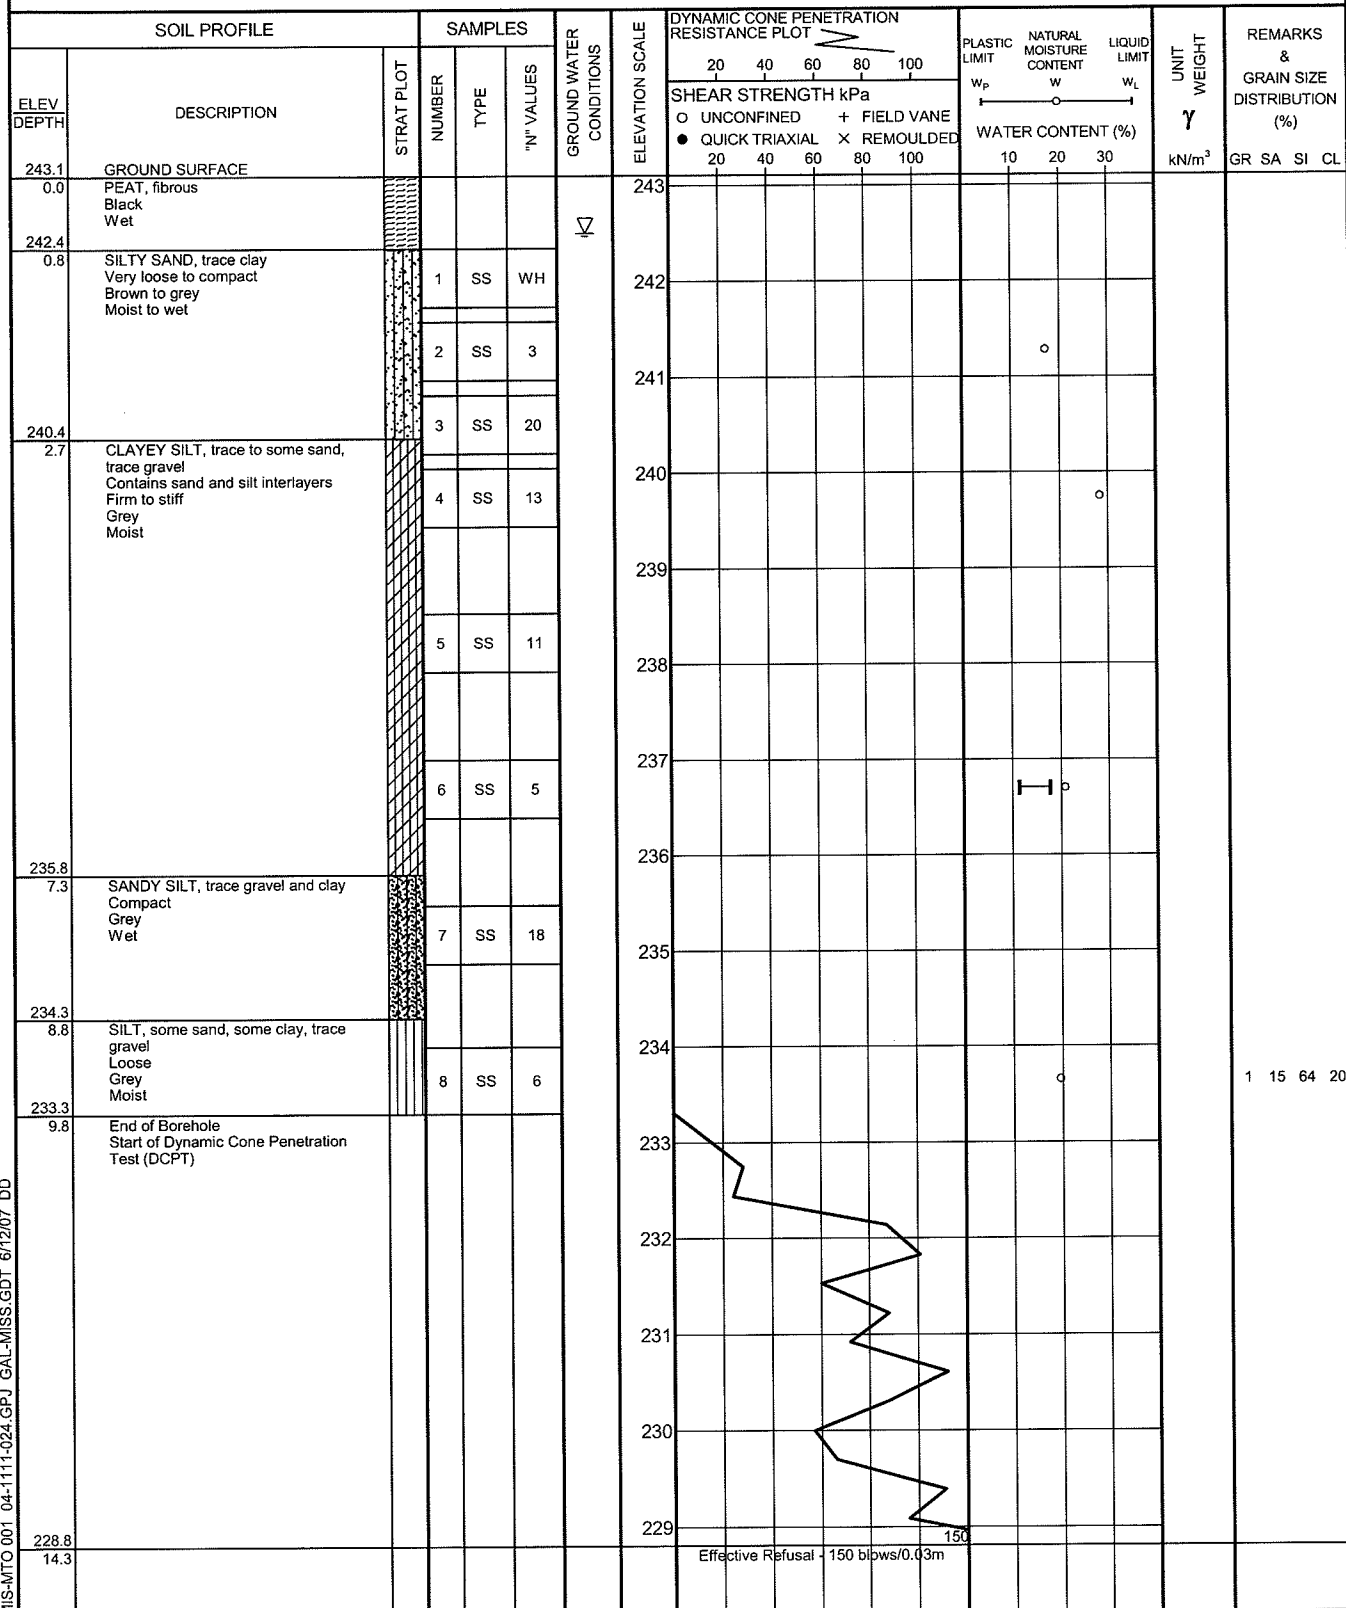 SOIL PROFILE
SAMPLES
GROUND WATER CONDITIONS
ELEVATION SCALE
DYNAMIC CONE PENETRATION
RESISTANCE PLOT
20 40 60 80 100
SHEAR STRENGTH kPa
○ UNCONFINED + FIELD VANE
● QUICK TRIAXIAL × REMOULDED
20 40 60 80 100
PLASTIC LIMIT
NATURAL MOISTURE CONTENT
LIQUID LIMIT
W_P W W_L
WATER CONTENT (%)
10 20 30
UNIT WEIGHT
γ
kN/m³
REMARKS
&
GRAIN SIZE
DISTRIBUTION
(%)
GR SA SI CL
ELEV
DEPTH
DESCRIPTION
STRAT PLOT
NUMBER
TYPE
"N" VALUES
243.1 GROUND SURFACE
0.0 PEAT, fibrous
Black
Wet
242.4
0.8 SILTY SAND, trace clay
Very loose to compact
Brown to grey
Moist to wet
1 SS WH
2 SS 3
3 SS 20
240.4
2.7 CLAYEY SILT, trace to some sand,
trace gravel
Contains sand and silt interlayers
Firm to stiff
Grey
Moist
4 SS 13
5 SS 11
6 SS 5
235.8
7.3 SANDY SILT, trace gravel and clay
Compact
Grey
Wet
7 SS 18
234.3
8.8 SILT, some sand, some clay, trace
gravel
Loose
Grey
Moist
8 SS 6
1 15 64 20
233.3
9.8 End of Borehole
Start of Dynamic Cone Penetration
Test (DCPT)
243
242
241
240
239
238
237
236
235
234
233
232
231
230
229
150
228.8
14.3
Effective Refusal - 150 blows/0.03m
MIS-MTO 001 04-1111-024.GPJ GAL-MISS.GDT 6/12/07 DD